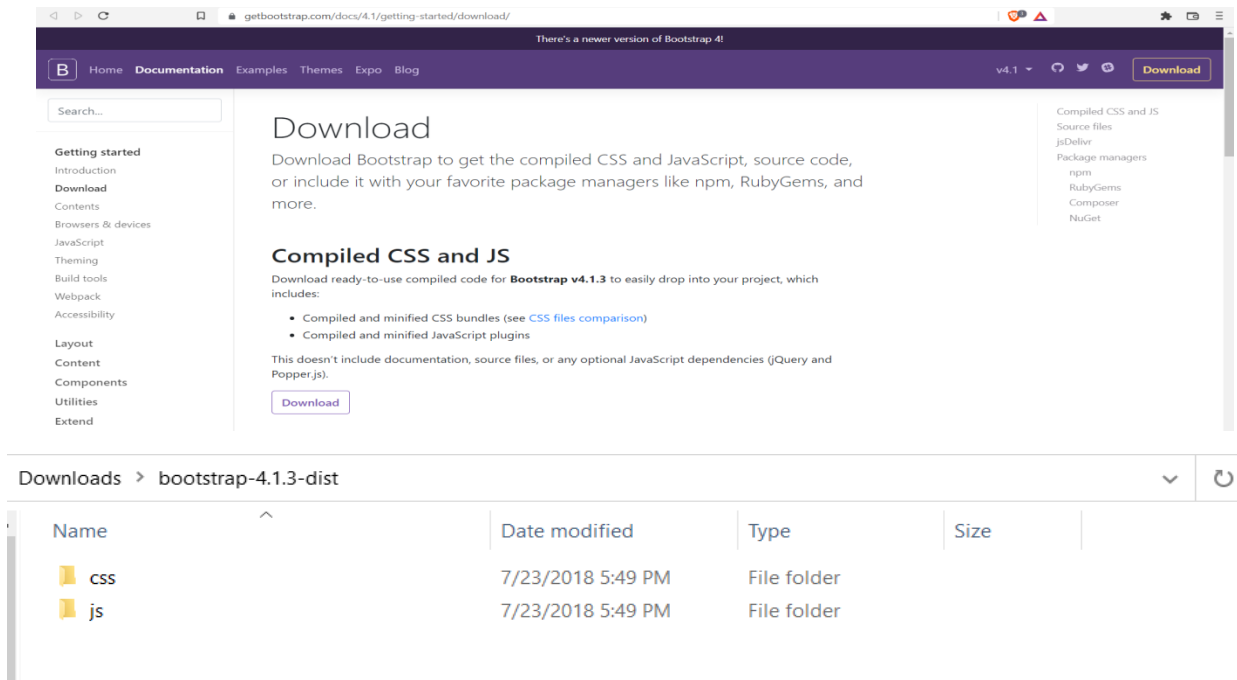 getbootstrap.com/docs/4.1/getting-started/download/
There's a newer version of Bootstrap 4!
B Home Documentation Examples Themes Expo Blog v4.1 Download
Search...
Getting started
Introduction
Download
Contents
Browsers & devices
JavaScript
Theming
Build tools
Webpack
Accessibility
Layout
Content
Components
Utilities
Extend
Download
Download Bootstrap to get the compiled CSS and JavaScript, source code,
or include it with your favorite package managers like npm, RubyGems, and
more.
Compiled CSS and JS
Download ready-to-use compiled code for Bootstrap v4.1.3 to easily drop into your project, which
includes:
• Compiled and minified CSS bundles (see CSS files comparison)
• Compiled and minified JavaScript plugins
This doesn't include documentation, source files, or any optional JavaScript dependencies (jQuery and
Popper.js).
Download
Compiled CSS and JS
Source files
jsDelivr
Package managers
npm
RubyGems
Composer
NuGet
Downloads > bootstrap-4.1.3-dist
Name Date modified Type Size
css 7/23/2018 5:49 PM File folder
js 7/23/2018 5:49 PM File folder